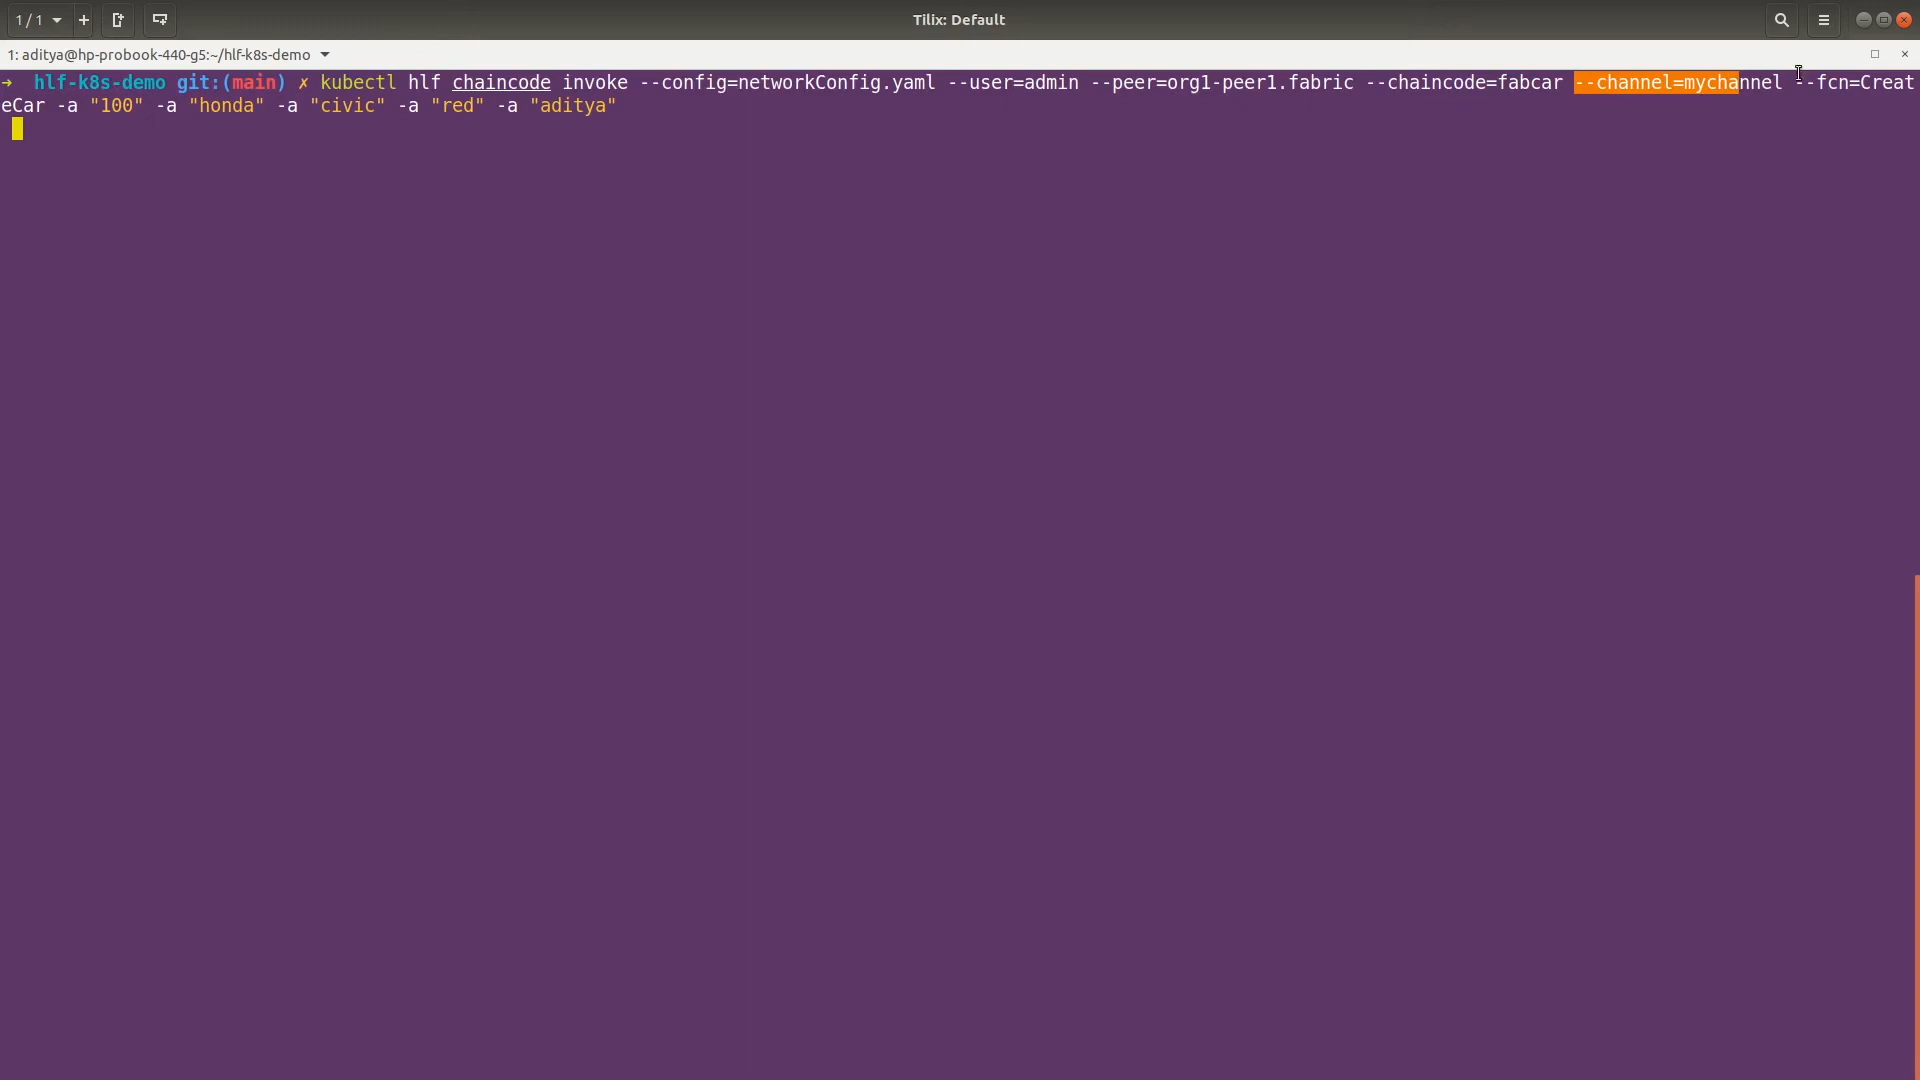 1 / 1
Tilix: Default
1: aditya@hp-probook-440-g5:~/hlf-k8s-demo
→ hlf-k8s-demo git:(main) ✗ kubectl hlf chaincode invoke --config=networkConfig.yaml --user=admin --peer=org1-peer1.fabric --chaincode=fabcar --channel=mychannel --fcn=Creat
eCar -a "100" -a "honda" -a "civic" -a "red" -a "aditya"